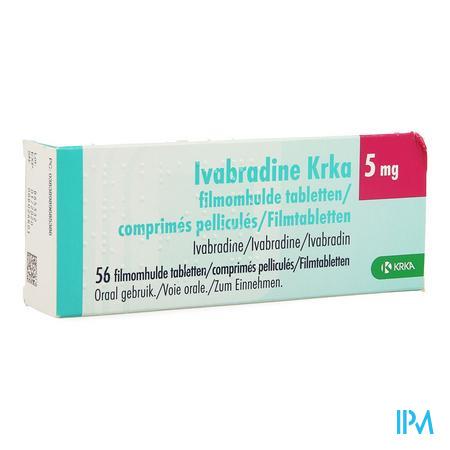 Ivabradine Krka
5 mg
filmomhulde tabletten/
comprimés pelliculés/Filmtabletten
Ivabradine/Ivabradine/Ivabradin
56 filmomhulde tabletten/comprimés pelliculés/Filmtabletten
Oraal gebruik./Voie orale./Zum Einnehmen.
KRKA
IPM